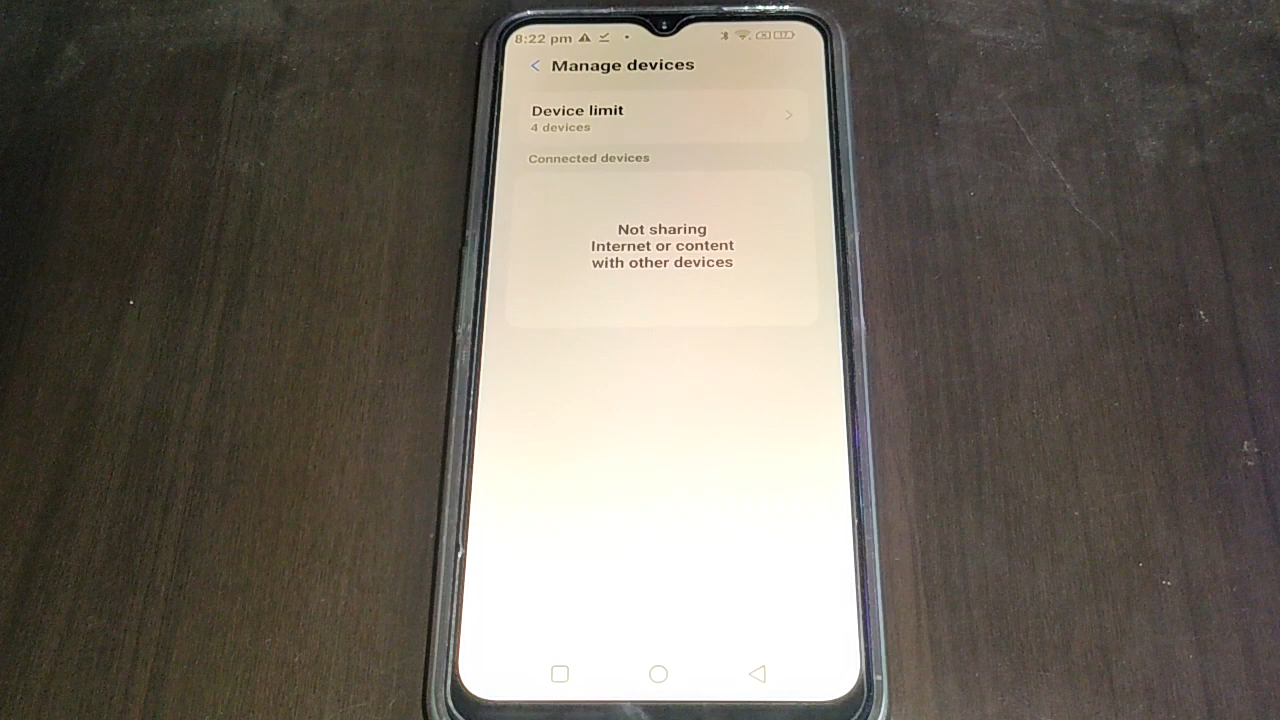 8:22 pm
Manage devices
Device limit
4 devices
Connected devices
Not sharing
Internet or content
with other devices